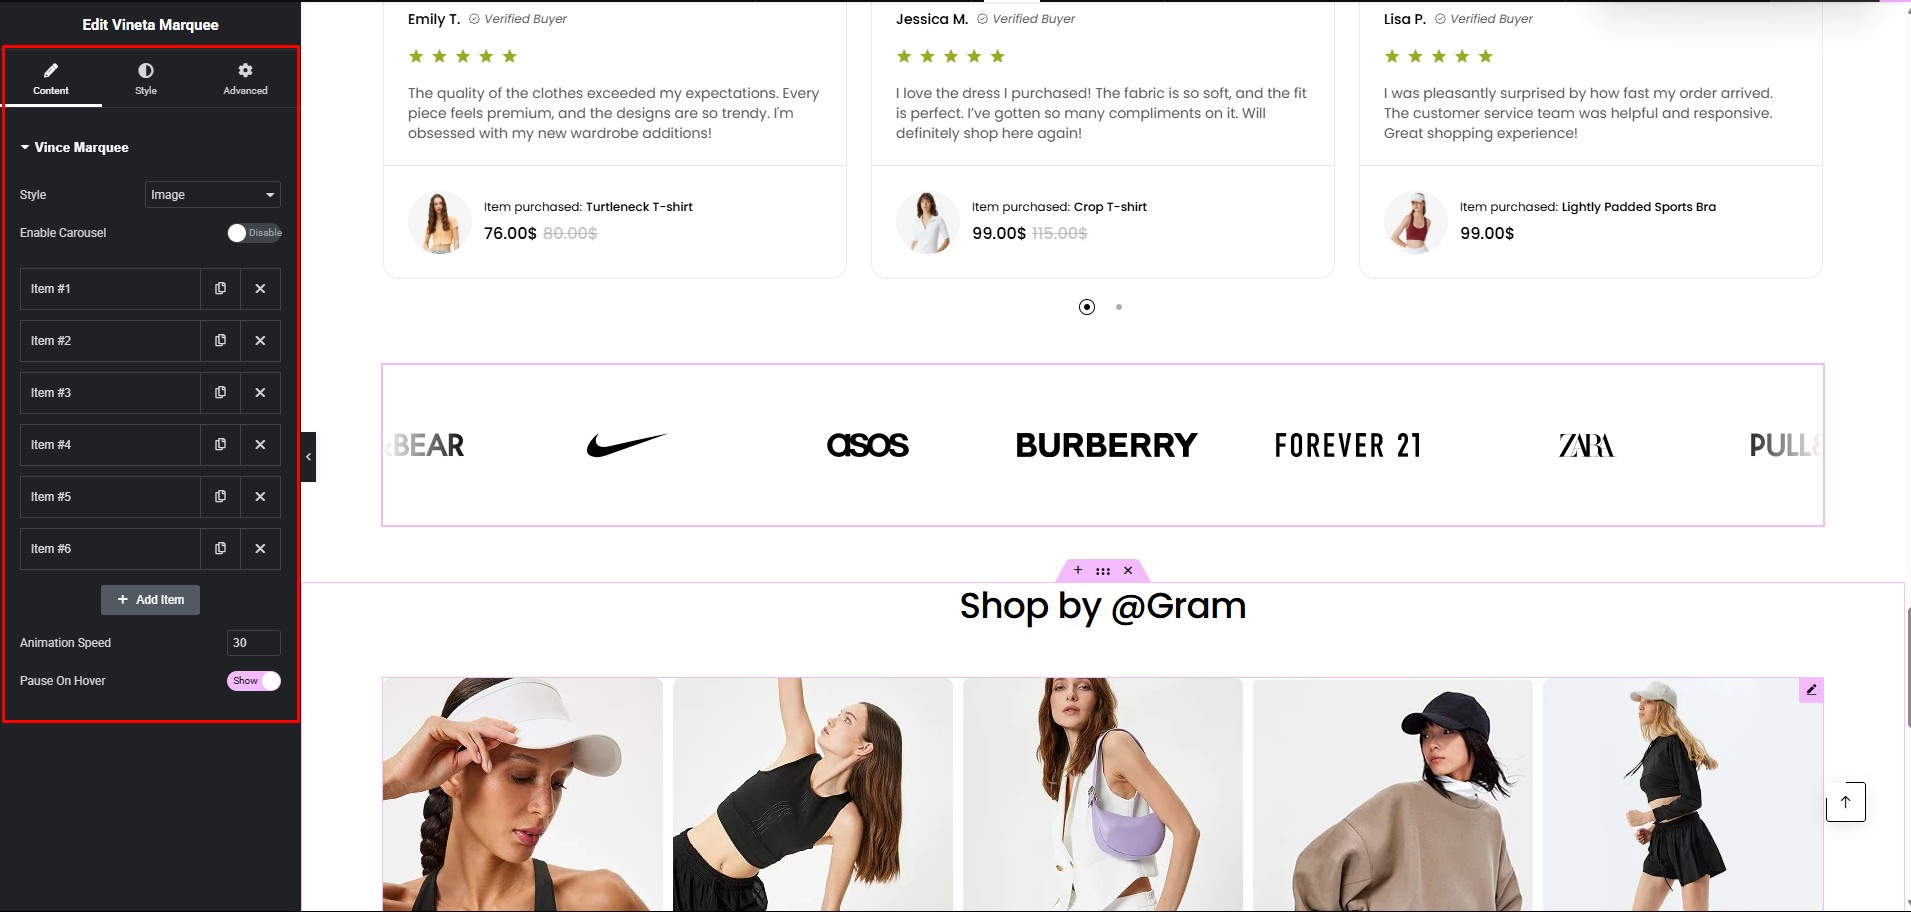 Edit Vineta Marquee
Content
Style
Advanced
Vince Marquee
Style
Image
Enable Carousel
Disable
Item #1
Item #2
Item #3
Item #4
Item #5
Item #6
+ Add Item
Animation Speed
30
Pause On Hover
Show
Emily T. Verified Buyer
The quality of the clothes exceeded my expectations. Every
piece feels premium, and the designs are so trendy. I'm
obsessed with my new wardrobe additions!
Item purchased: Turtleneck T-shirt
76.00$ 80.00$
Jessica M. Verified Buyer
I love the dress I purchased! The fabric is so soft, and the fit
is perfect. I’ve gotten so many compliments on it. Will
definitely shop here again!
Item purchased: Crop T-shirt
99.00$ 115.00$
Lisa P. Verified Buyer
I was pleasantly surprised by how fast my order arrived.
The customer service team was helpful and responsive.
Great shopping experience!
Item purchased: Lightly Padded Sports Bra
99.00$
&BEAR
asos
BURBERRY
FOREVER 21
ZARA
PULL&
Shop by @Gram